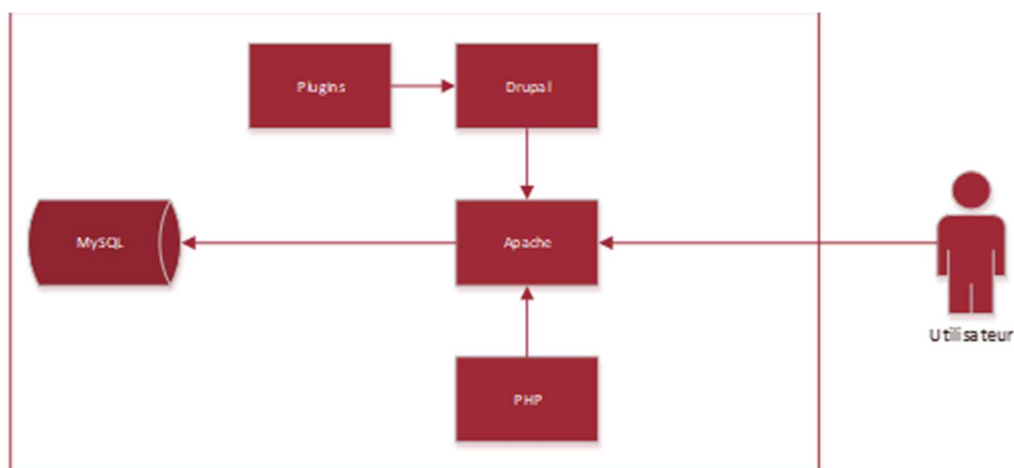 Plugins
Drupal
MySQL
Apache
Utilisateur
PHP